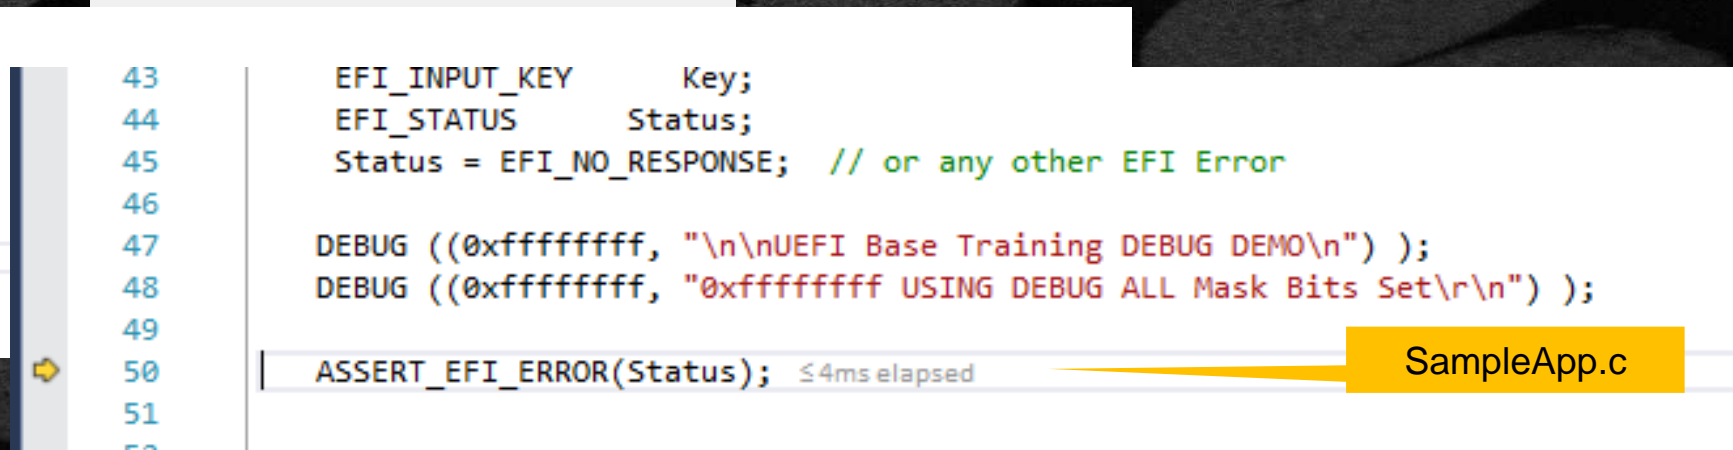 43 EFI_INPUT_KEY Key;
44 EFI_STATUS Status;
45 Status = EFI_NO_RESPONSE; // or any other EFI Error
46
47 DEBUG ((0xffffffff, "\n\nUEFI Base Training DEBUG DEMO\n") );
48 DEBUG ((0xffffffff, "0xffffffff USING DEBUG ALL Mask Bits Set\r\n") );
49
50 ASSERT_EFI_ERROR(Status); ≤4ms elapsed
SampleApp.c
51